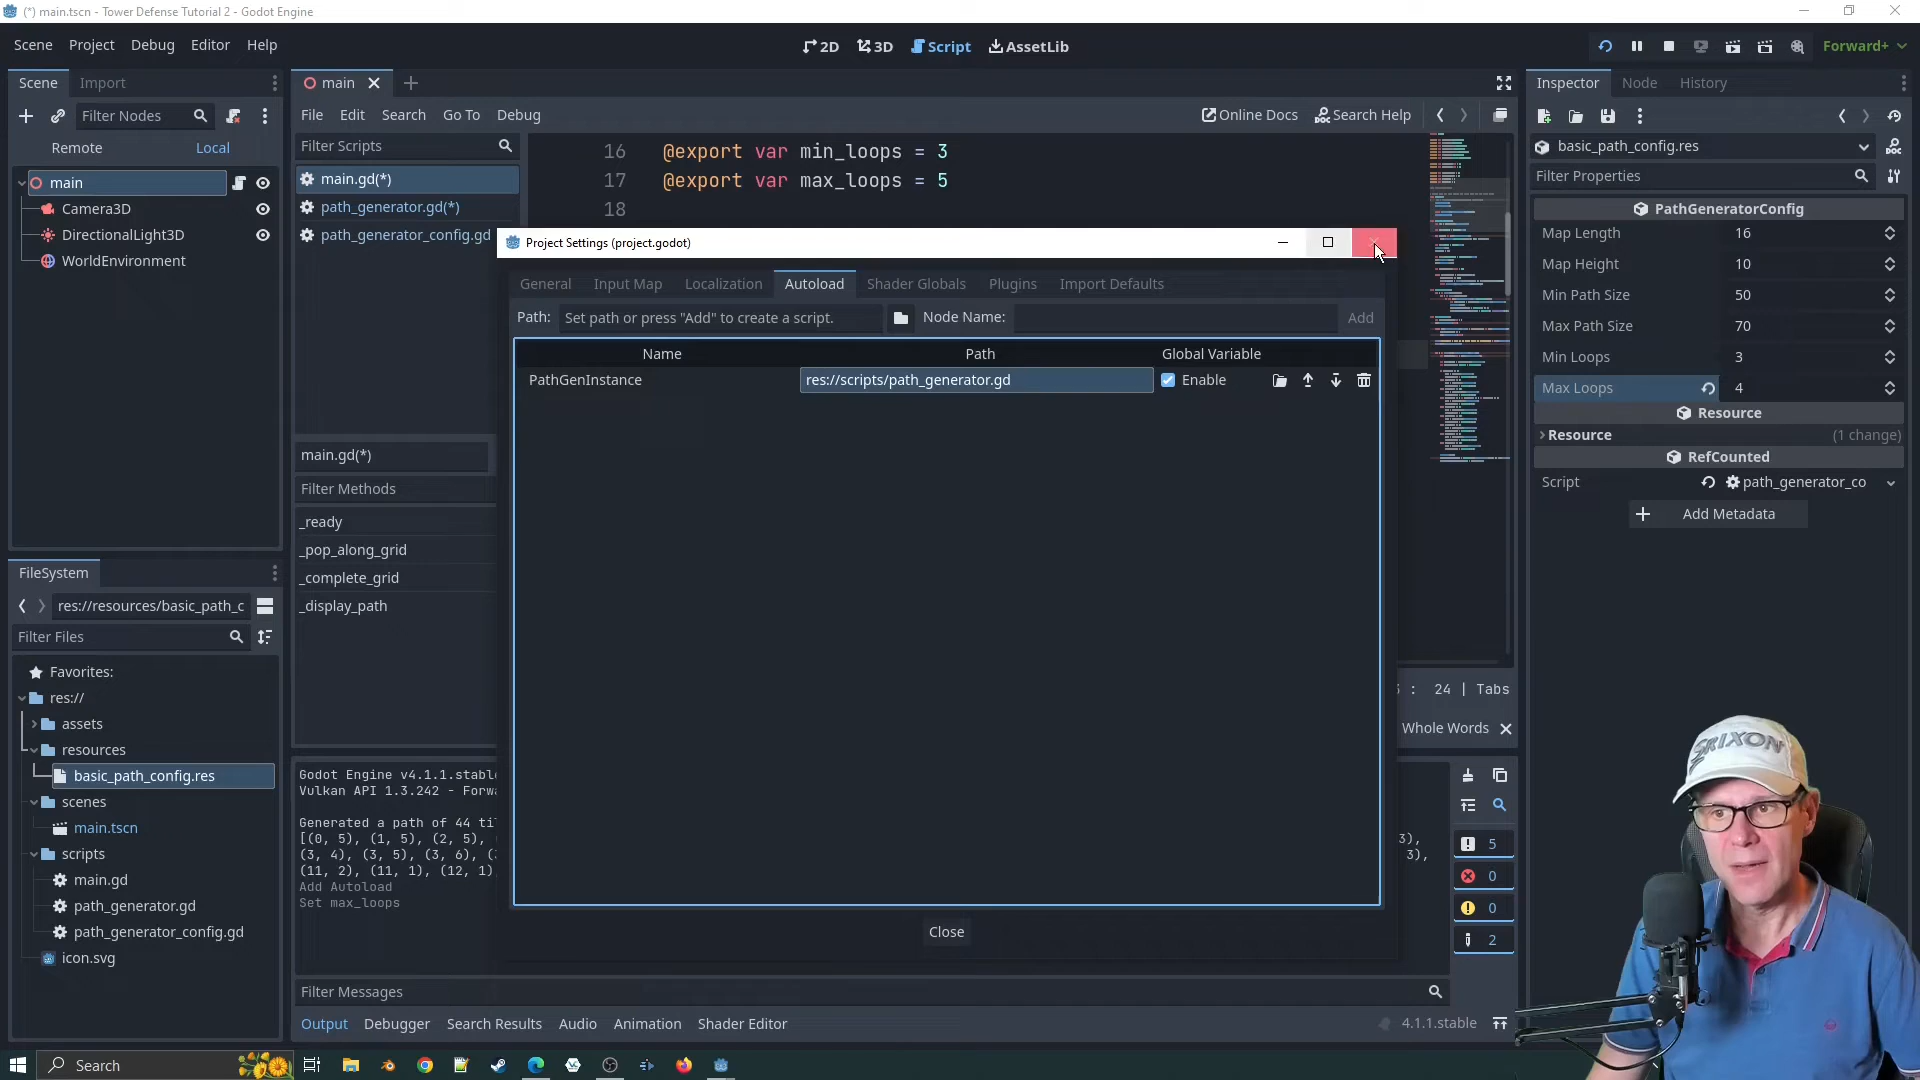 (*) main.tscn - Tower Defense Tutorial 2 - Godot Engine
Scene Project Debug Editor Help
2D 3D Script AssetLib
Forward+
Scene Import
main
Inspector Node History
Filter Nodes
File Edit Search Go To Debug
Online Docs Search Help
Remote Local
Filter Scripts
basic_path_config.res
Filter Properties
main
Camera3D
DirectionalLight3D
WorldEnvironment
main.gd(*)
path_generator.gd(*)
path_generator_config.gd
16 @export var min_loops = 3
17 @export var max_loops = 5
18
Project Settings (project.godot)
General Input Map Localization Autoload Shader Globals Plugins Import Defaults
Path: Set path or press "Add" to create a script. Node Name: Add
Name Path Global Variable
PathGenInstance res://scripts/path_generator.gd Enable
Close
PathGeneratorConfig
Map Length 16
Map Height 10
Min Path Size 50
Max Path Size 70
Min Loops 3
Max Loops 4
Resource
Resource (1 change)
RefCounted
Script path_generator_co
Add Metadata
main.gd(*)
Filter Methods
_ready
_pop_along_grid
_complete_grid
_display_path
: 24 | Tabs
Whole Words
FileSystem
res://resources/basic_path_c
Filter Files
Favorites:
res://
assets
resources
basic_path_config.res
scenes
main.tscn
scripts
main.gd
path_generator.gd
path_generator_config.gd
icon.svg
Godot Engine v4.1.1.stable
Vulkan API 1.3.242 - Forw
Generated a path of 44 ti
[(0, 5), (1, 5), (2, 5), 3),
(3, 4), (3, 5), (3, 6), ( 3),
(11, 2), (11, 1), (12, 1)
Add Autoload
Set max_loops
5
0
0
2
Filter Messages
Output Debugger Search Results Audio Animation Shader Editor
4.1.1.stable
SRIXON
Search